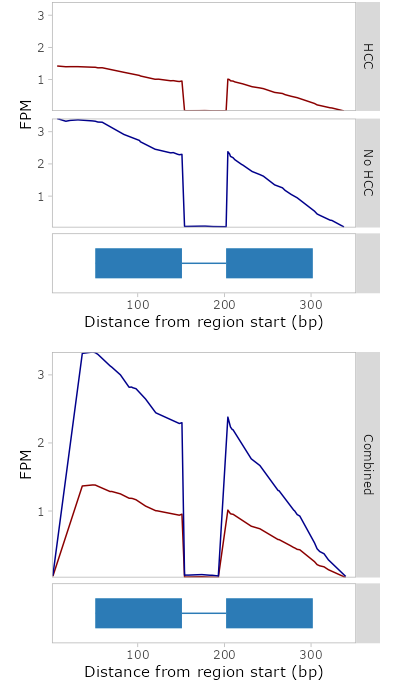 3
2
1
HCC
FPM
3
2
1
No HCC
100
200
300
Distance from region start (bp)
3
2
1
FPM
Combined
100
200
300
Distance from region start (bp)